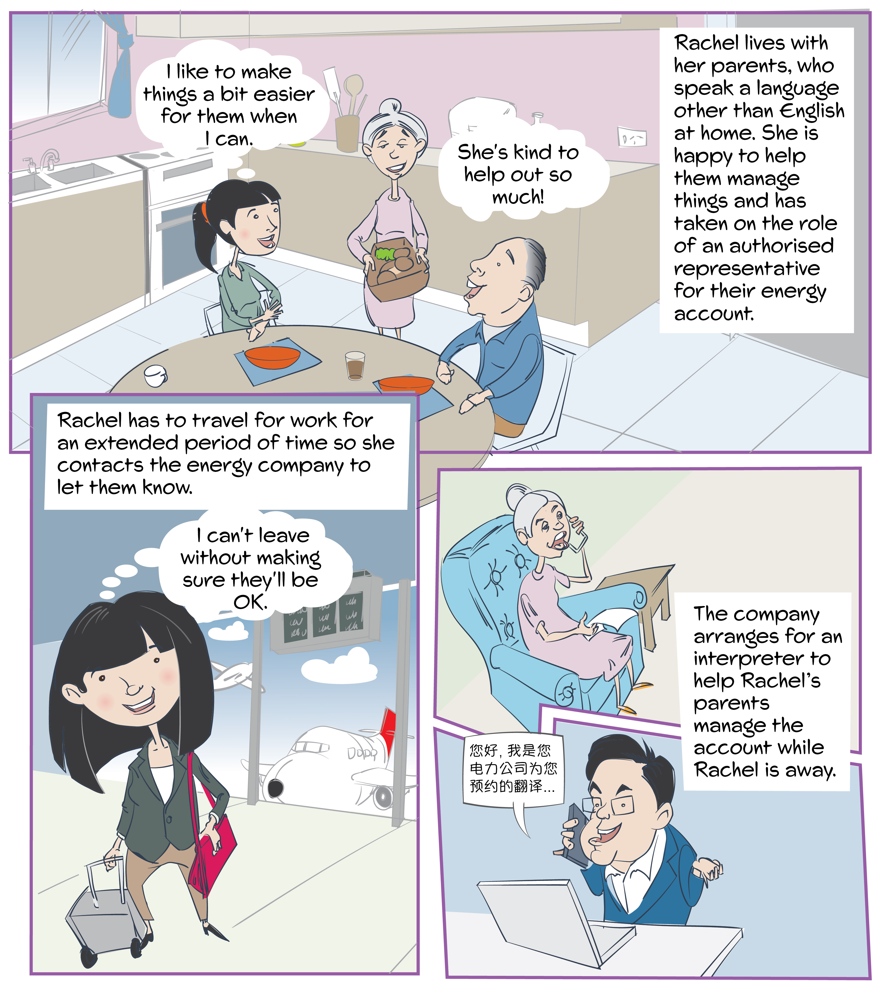 I like to make
things a bit easier
for them when
I can.
She's kind to
help out so
much!
Rachel lives with
her parents, who
speak a language
other than English
at home. She is
happy to help
them manage
things and has
taken on the role
of an authorised
representative
for their energy
account.
Rachel has to travel for work for
an extended period of time so she
contacts the energy company to
let them know.
I can't leave
without making
sure they'll be
OK.
The company
arranges for an
interpreter to
help Rachel's
parents
manage the
account while
Rachel is away.
您好, 我是您
电力公司为您
预约的翻译...